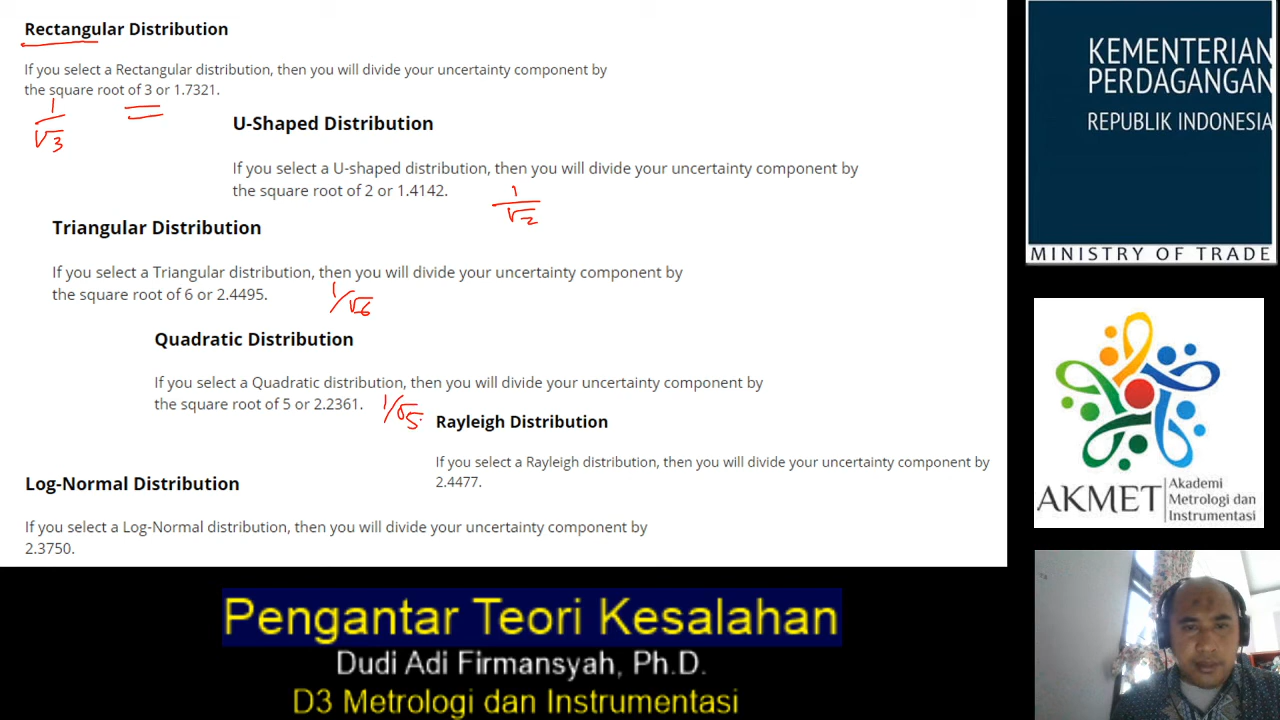 Rectangular Distribution
If you select a Rectangular distribution, then you will divide your uncertainty component by
the square root of 3 or 1.7321.
1/√3
U-Shaped Distribution
If you select a U-shaped distribution, then you will divide your uncertainty component by
the square root of 2 or 1.4142.
1/√2
Triangular Distribution
If you select a Triangular distribution, then you will divide your uncertainty component by
the square root of 6 or 2.4495.
1/√6
Quadratic Distribution
If you select a Quadratic distribution, then you will divide your uncertainty component by
the square root of 5 or 2.2361.
1/√5
Rayleigh Distribution
If you select a Rayleigh distribution, then you will divide your uncertainty component by
2.4477.
Log-Normal Distribution
If you select a Log-Normal distribution, then you will divide your uncertainty component by
2.3750.
KEMENTERIAN
PERDAGANGAN
REPUBLIK INDONESIA
MINISTRY OF TRADE
AKMET
Akademi
Metrologi dan
Instrumentasi
Pengantar Teori Kesalahan
Dudi Adi Firmansyah, Ph.D.
D3 Metrologi dan Instrumentasi